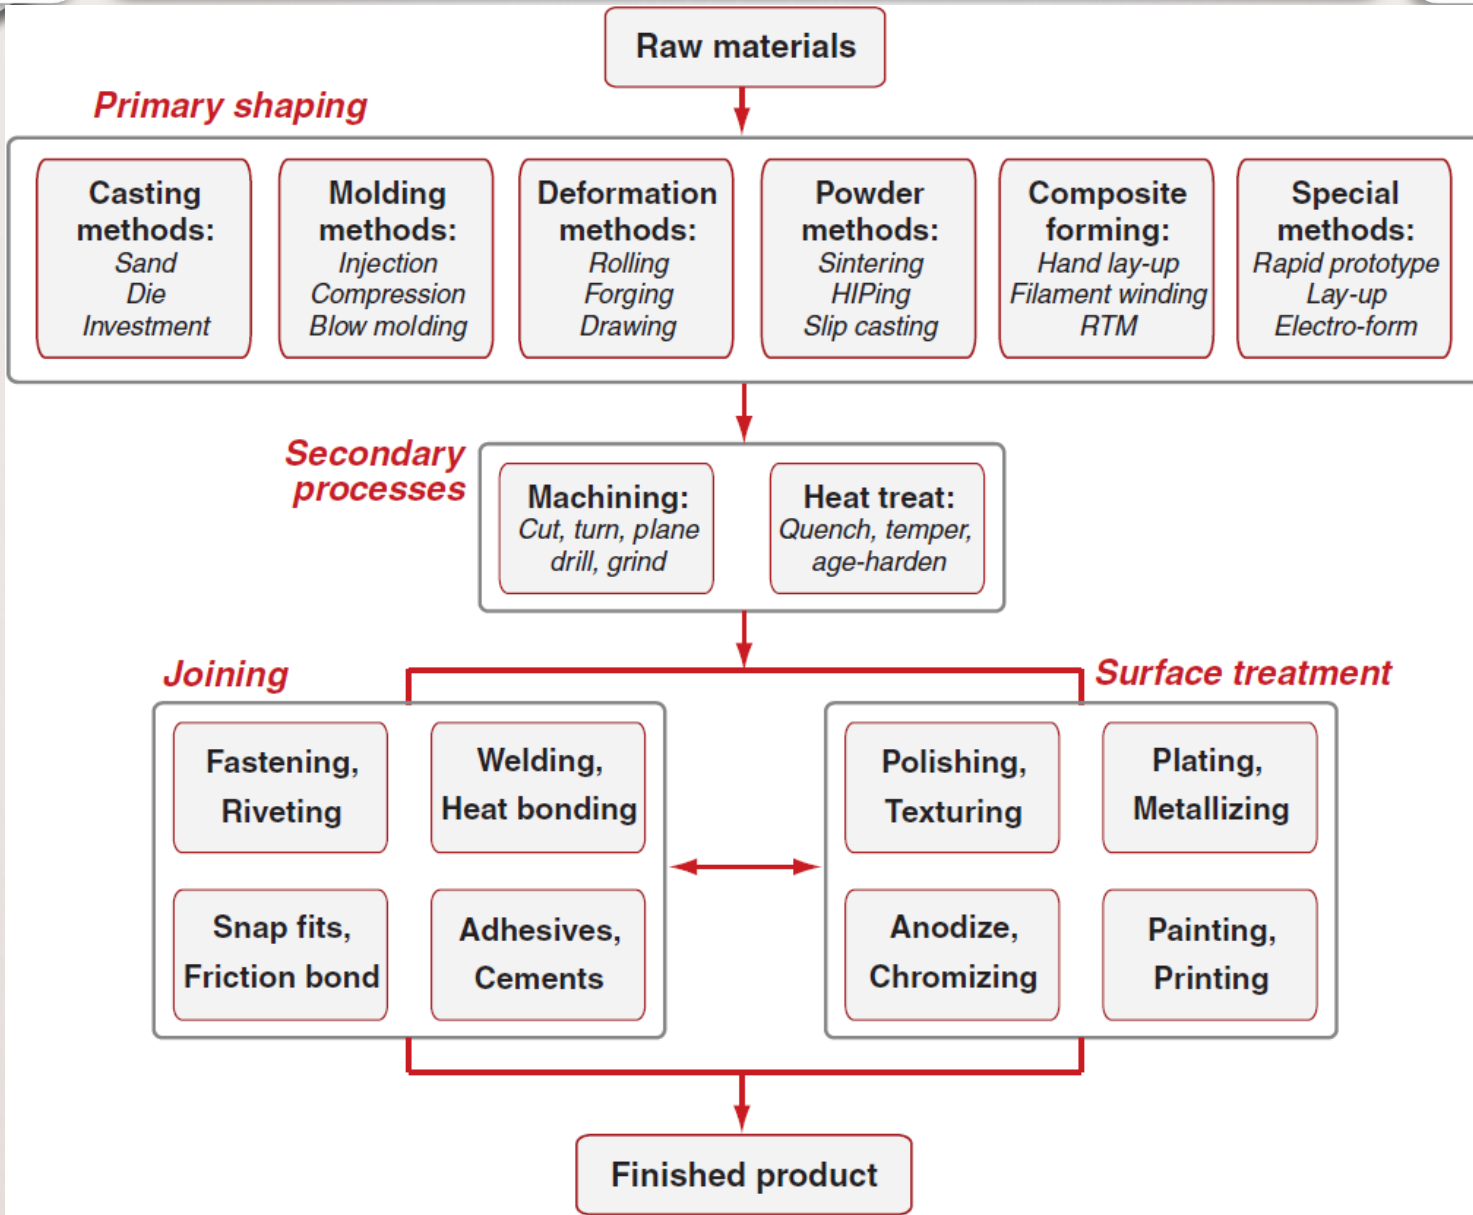 Raw materials
Primary shaping
Casting
methods:
Sand
Die
Investment
Molding
methods:
Injection
Compression
Blow molding
Deformation
methods:
Rolling
Forging
Drawing
Powder
methods:
Sintering
HIPing
Slip casting
Composite
forming:
Hand lay-up
Filament winding
RTM
Special
methods:
Rapid prototype
Lay-up
Electro-form
Secondary
processes
Machining:
Cut, turn, plane
drill, grind
Heat treat:
Quench, temper,
age-harden
Joining
Fastening,
Riveting
Welding,
Heat bonding
Snap fits,
Friction bond
Adhesives,
Cements
Surface treatment
Polishing,
Texturing
Plating,
Metallizing
Anodize,
Chromizing
Painting,
Printing
Finished product